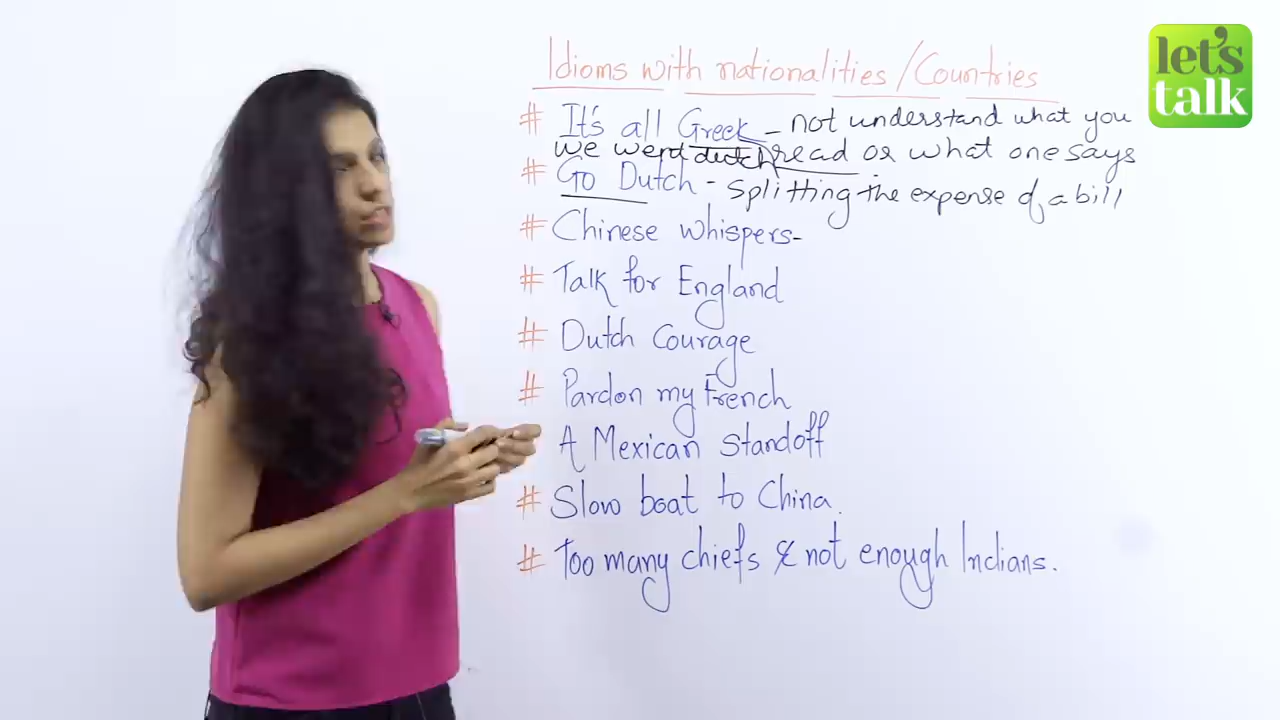 Idioms with nationalities / Countries
# It's all Greek - not understand what you
we went dutch read or what one says
# Go Dutch - Splitting the expense of a bill
# Chinese whispers-
# Talk for England
# Dutch Courage
# Pardon my French
A Mexican Standoff
# Slow boat to China.
# Too many chiefs & not enough Indians.
let's
talk